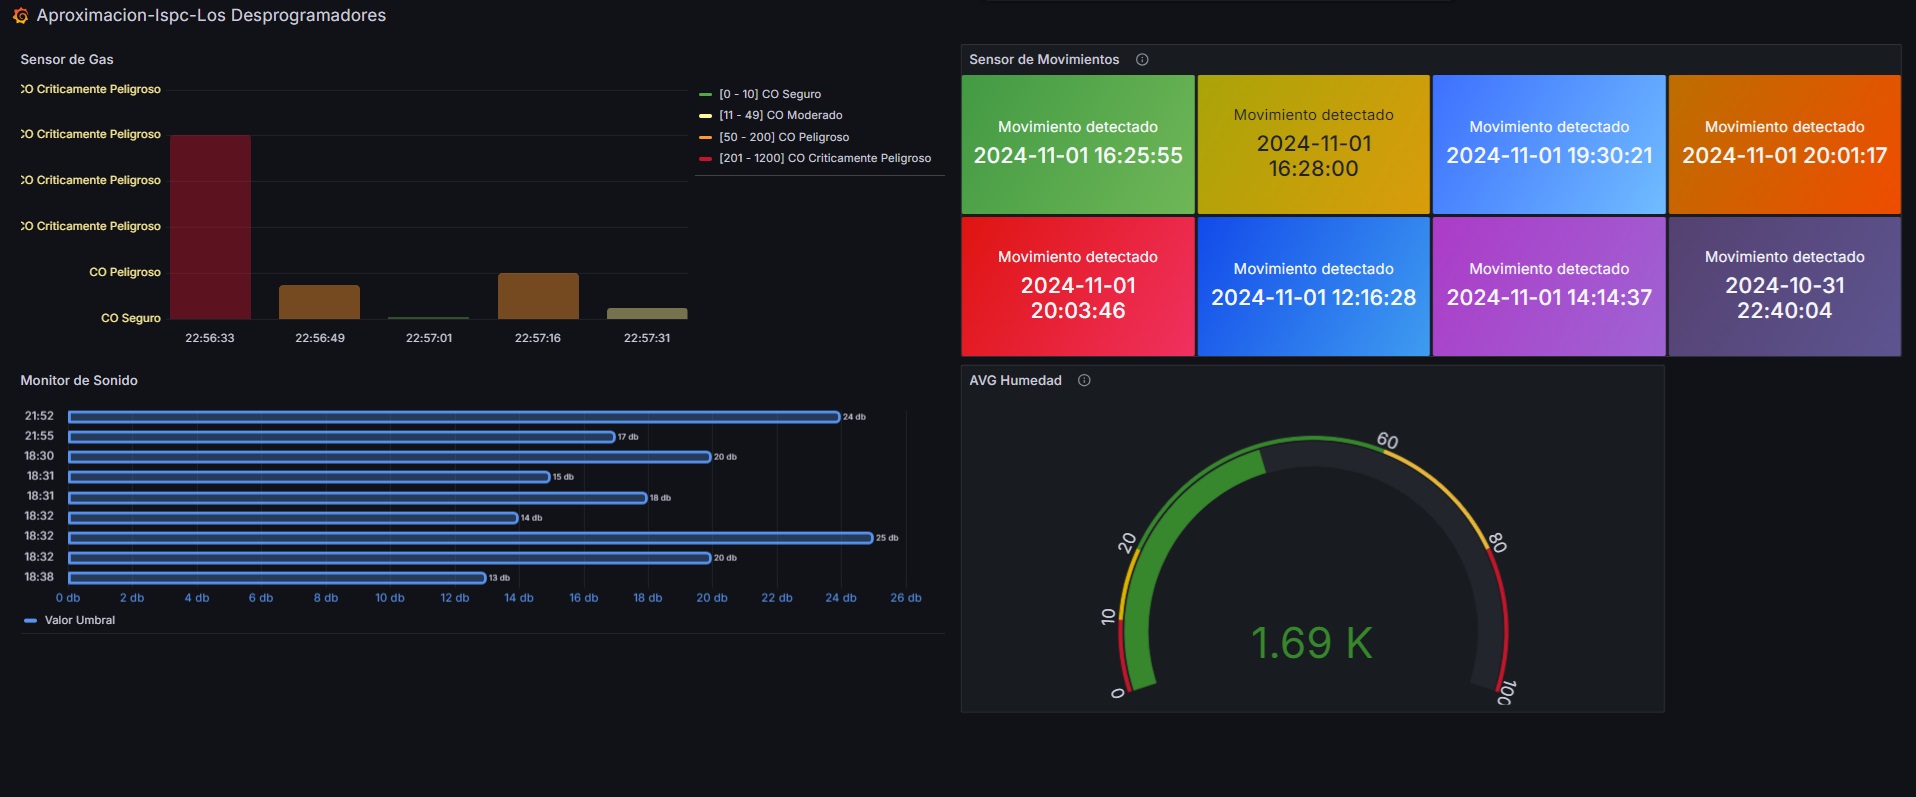 Aproximacion-Ispc-Los Desprogramadores
Sensor de Gas
CO Criticamente Peligroso
CO Criticamente Peligroso
CO Criticamente Peligroso
CO Criticamente Peligroso
CO Peligroso
CO Seguro
22:56:33 22:56:49 22:57:01 22:57:16 22:57:31
[0 - 10] CO Seguro
[11 - 49] CO Moderado
[50 - 200] CO Peligroso
[201 - 1200] CO Criticamente Peligroso
Sensor de Movimientos
Movimiento detectado
2024-11-01 16:25:55
Movimiento detectado
2024-11-01
16:28:00
Movimiento detectado
2024-11-01 19:30:21
Movimiento detectado
2024-11-01 20:01:17
Movimiento detectado
2024-11-01
20:03:46
Movimiento detectado
2024-11-01 12:16:28
Movimiento detectado
2024-11-01 14:14:37
Movimiento detectado
2024-10-31
22:40:04
Monitor de Sonido
21:52 24 db
21:55 17 db
18:30 20 db
18:31 15 db
18:31 18 db
18:32 14 db
18:32 25 db
18:32 20 db
18:38 13 db
0 db 2 db 4 db 6 db 8 db 10 db 12 db 14 db 16 db 18 db 20 db 22 db 24 db 26 db
Valor Umbral
AVG Humedad
0
10
20
60
80
100
1.69 K